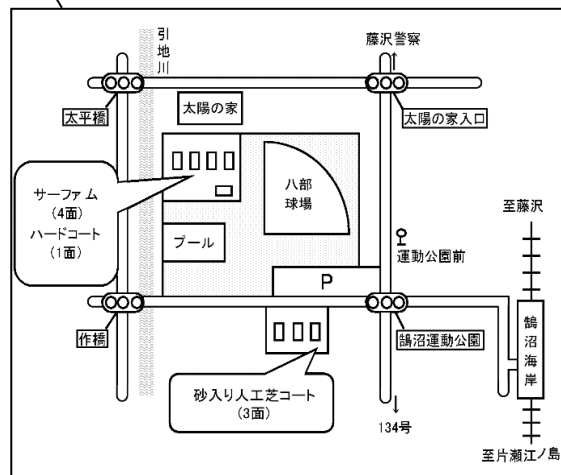 引地川
藤沢警察
太平橋
太陽の家
太陽の家入口
サーファム
(4面)
ハードコート
(1面)
八部
球場
プール
運動公園前
至藤沢
P
作橋
鵠沼運動公園
鵠沼海岸
砂入り人工芝コート
(3面)
134号
至片瀬江ノ島